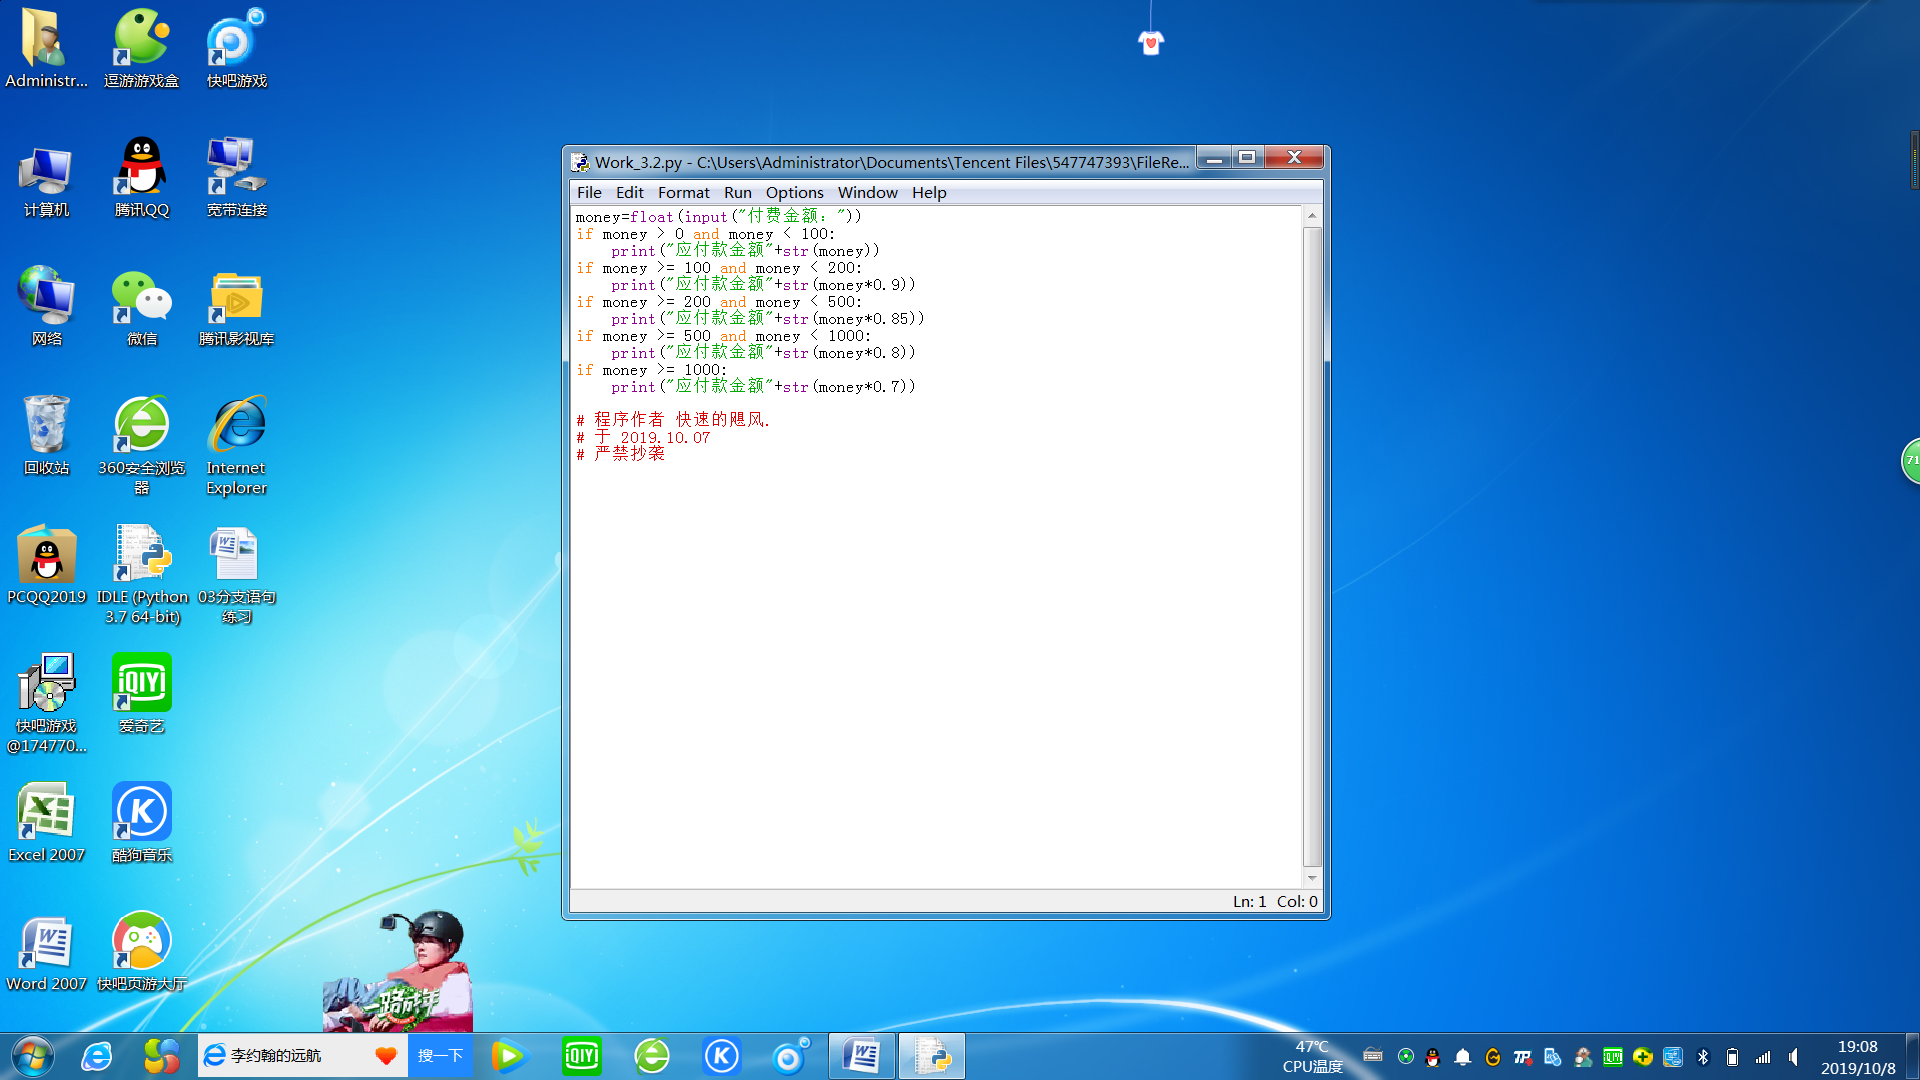 Administr...
逗游游戏盒
快吧游戏
计算机
腾讯QQ
宽带连接
网络
微信
腾讯影视库
回收站
360安全浏览
器
Internet
Explorer
PCQQ2019
IDLE (Python
3.7 64-bit)
03分支语句
练习
快吧游戏
@174770...
iQIYI
爱奇艺
Excel 2007
K
酷狗音乐
Word 2007
快吧页游大厅
Work_3.2.py - C:\Users\Administrator\Documents\Tencent Files\547747393\FileRe...
File Edit Format Run Options Window Help
money=float(input("付费金额："))
if money > 0 and money < 100:
    print("应付款金额"+str(money))
if money >= 100 and money < 200:
    print("应付款金额"+str(money*0.9))
if money >= 200 and money < 500:
    print("应付款金额"+str(money*0.85))
if money >= 500 and money < 1000:
    print("应付款金额"+str(money*0.8))
if money >= 1000:
    print("应付款金额"+str(money*0.7))
# 程序作者 快速的飓风.
# 于 2019.10.07
# 严禁抄袭
Ln: 1 Col: 0
71
一路成年
李约翰的远航
搜一下
iQIYI
K
47℃
CPU温度
19:08
2019/10/8